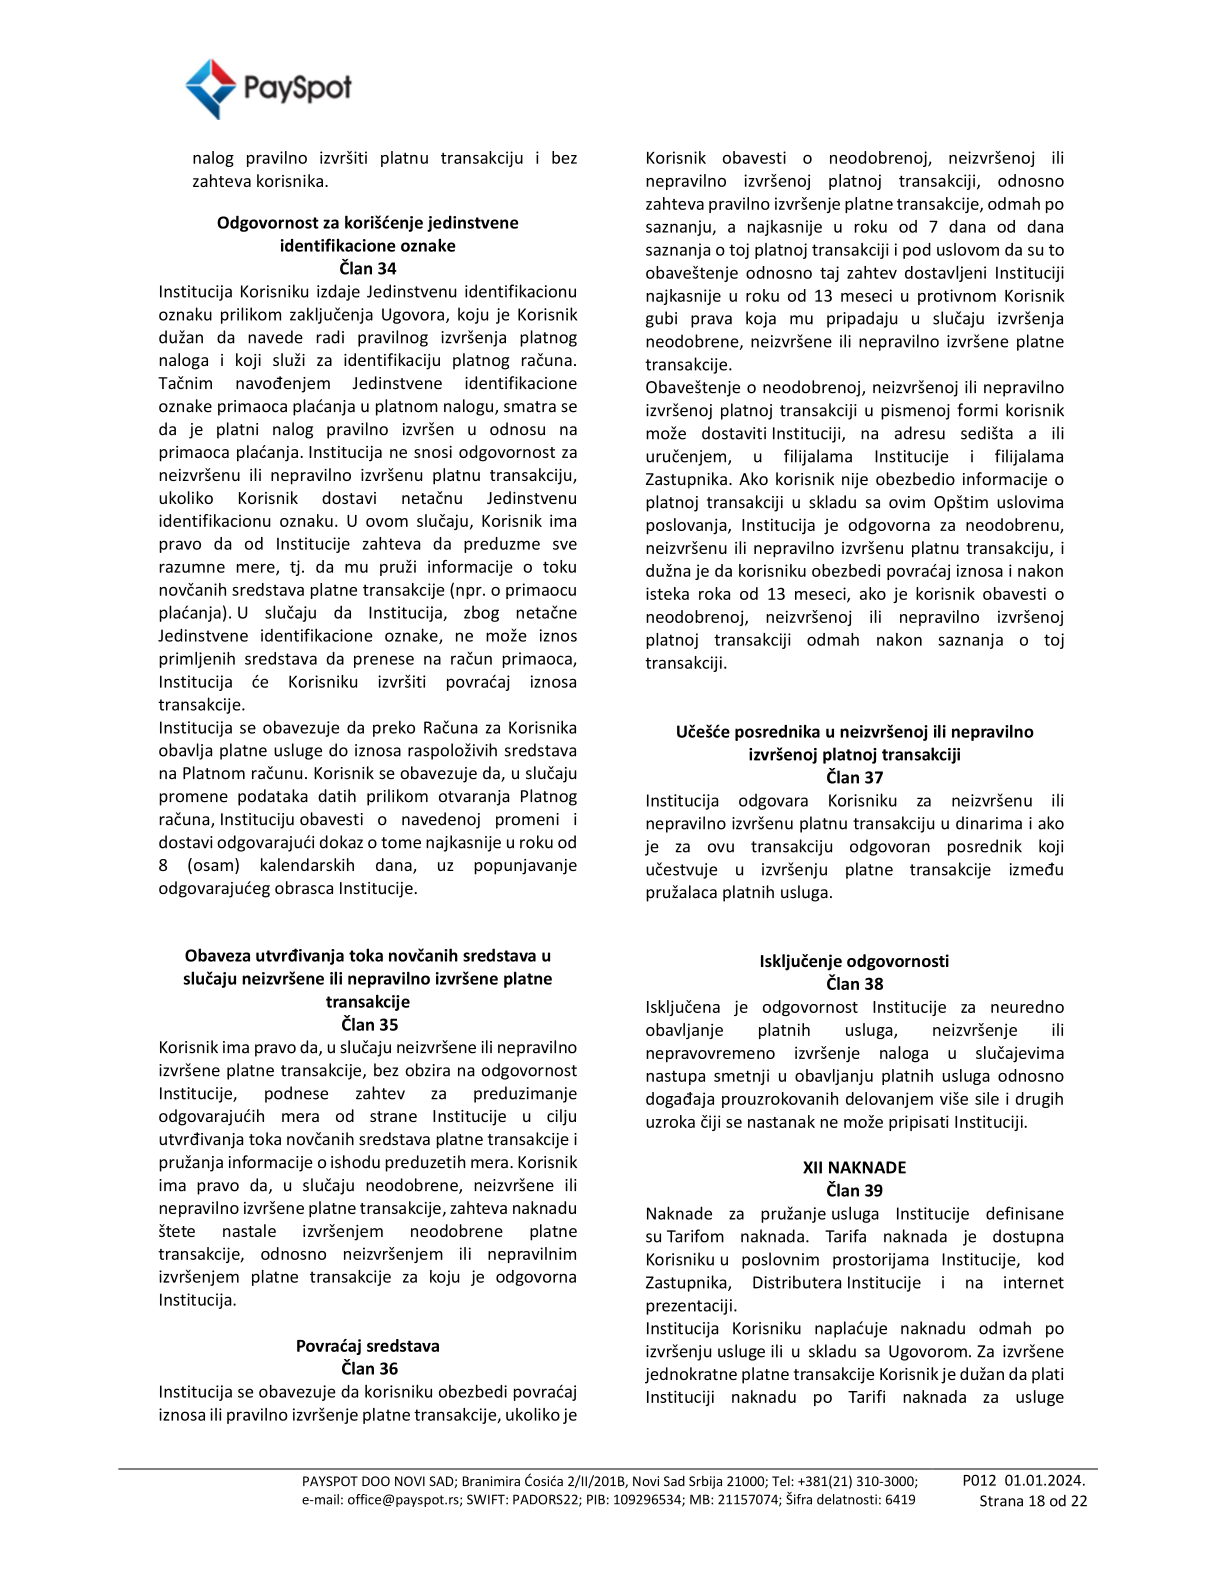 PaySpot
nalog pravilno izvršiti platnu transakciju i bez
zahteva korisnika.
Odgovornost za korišćenje jedinstvene
identifikacione oznake
Član 34
Institucija Korisniku izdaje Jedinstvenu identifikacionu
oznaku prilikom zaključenja Ugovora, koju je Korisnik
dužan da navede radi pravilnog izvršenja platnog
naloga i koji služi za identifikaciju platnog računa.
Tačnim navođenjem Jedinstvene identifikacione
oznake primaoca plaćanja u platnom nalogu, smatra se
da je platni nalog pravilno izvršen u odnosu na
primaoca plaćanja. Institucija ne snosi odgovornost za
neizvršenu ili nepravilno izvršenu platnu transakciju,
ukoliko Korisnik dostavi netačnu Jedinstvenu
identifikacionu oznaku. U ovom slučaju, Korisnik ima
pravo da od Institucije zahteva da preduzme sve
razumne mere, tj. da mu pruži informacije o toku
novčanih sredstava platne transakcije (npr. o primaocu
plaćanja). U slučaju da Institucija, zbog netačne
Jedinstvene identifikacione oznake, ne može iznos
primljenih sredstava da prenese na račun primaoca,
Institucija će Korisniku izvršiti povraćaj iznosa
transakcije.
Institucija se obavezuje da preko Računa za Korisnika
obavlja platne usluge do iznosa raspoloživih sredstava
na Platnom računu. Korisnik se obavezuje da, u slučaju
promene podataka datih prilikom otvaranja Platnog
računa, Instituciju obavesti o navedenoj promeni i
dostavi odgovarajući dokaz o tome najkasnije u roku od
8 (osam) kalendarskih dana, uz popunjavanje
odgovarajućeg obrasca Institucije.
Obaveza utvrđivanja toka novčanih sredstava u
slučaju neizvršene ili nepravilno izvršene platne
transakcije
Član 35
Korisnik ima pravo da, u slučaju neizvršene ili nepravilno
izvršene platne transakcije, bez obzira na odgovornost
Institucije, podnese zahtev za preduzimanje
odgovarajućih mera od strane Institucije u cilju
utvrđivanja toka novčanih sredstava platne transakcije i
pružanja informacije o ishodu preduzetih mera. Korisnik
ima pravo da, u slučaju neodobrene, neizvršene ili
nepravilno izvršene platne transakcije, zahteva naknadu
štete nastale izvršenjem neodobrene platne
transakcije, odnosno neizvršenjem ili nepravilnim
izvršenjem platne transakcije za koju je odgovorna
Institucija.
Povraćaj sredstava
Član 36
Institucija se obavezuje da korisniku obezbedi povraćaj
iznosa ili pravilno izvršenje platne transakcije, ukoliko je
Korisnik obavesti o neodobrenoj, neizvršenoj ili
nepravilno izvršenoj platnoj transakciji, odnosno
zahteva pravilno izvršenje platne transakcije, odmah po
saznanju, a najkasnije u roku od 7 dana od dana
saznanja o toj platnoj transakciji i pod uslovom da su to
obaveštenje odnosno taj zahtev dostavljeni Instituciji
najkasnije u roku od 13 meseci u protivnom Korisnik
gubi prava koja mu pripadaju u slučaju izvršenja
neodobrene, neizvršene ili nepravilno izvršene platne
transakcije.
Obaveštenje o neodobrenoj, neizvršenoj ili nepravilno
izvršenoj platnoj transakciji u pismenoj formi korisnik
može dostaviti Instituciji, na adresu sedišta a ili
uručenjem, u filijalama Institucije i filijalama
Zastupnika. Ako korisnik nije obezbedio informacije o
platnoj transakciji u skladu sa ovim Opštim uslovima
poslovanja, Institucija je odgovorna za neodobrenu,
neizvršenu ili nepravilno izvršenu platnu transakciju, i
dužna je da korisniku obezbedi povraćaj iznosa i nakon
isteka roka od 13 meseci, ako je korisnik obavesti o
neodobrenoj, neizvršenoj ili nepravilno izvršenoj
platnoj transakciji odmah nakon saznanja o toj
transakciji.
Učešće posrednika u neizvršenoj ili nepravilno
izvršenoj platnoj transakciji
Član 37
Institucija odgovara Korisniku za neizvršenu ili
nepravilno izvršenu platnu transakciju u dinarima i ako
je za ovu transakciju odgovoran posrednik koji
učestvuje u izvršenju platne transakcije između
pružalaca platnih usluga.
Isključenje odgovornosti
Član 38
Isključena je odgovornost Institucije za neuredno
obavljanje platnih usluga, neizvršenje ili
nepravovremeno izvršenje naloga u slučajevima
nastupa smetnji u obavljanju platnih usluga odnosno
događaja prouzrokovanih delovanjem više sile i drugih
uzroka čiji se nastanak ne može pripisati Instituciji.
XII NAKNADE
Član 39
Naknade za pružanje usluga Institucije definisane
su Tarifom naknada. Tarifa naknada je dostupna
Korisniku u poslovnim prostorijama Institucije, kod
Zastupnika, Distributera Institucije i na internet
prezentaciji.
Institucija Korisniku naplaćuje naknadu odmah po
izvršenju usluge ili u skladu sa Ugovorom. Za izvršene
jednokratne platne transakcije Korisnik je dužan da plati
Instituciji naknadu po Tarifi naknada za usluge
PAYSPOT DOO NOVI SAD; Branimira Ćosića 2/II/201B, Novi Sad Srbija 21000; Tel: +381(21) 310-3000;
e-mail: office@payspot.rs; SWIFT: PADORS22; PIB: 109296534; MB: 21157074; Šifra delatnosti: 6419
P012 01.01.2024.
Strana 18 od 22